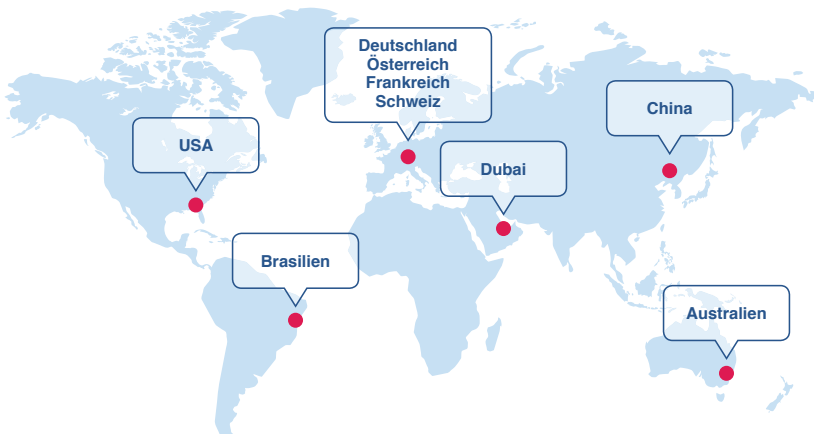 Deutschland
Österreich
Frankreich
Schweiz
China
USA
Dubai
Brasilien
Australien